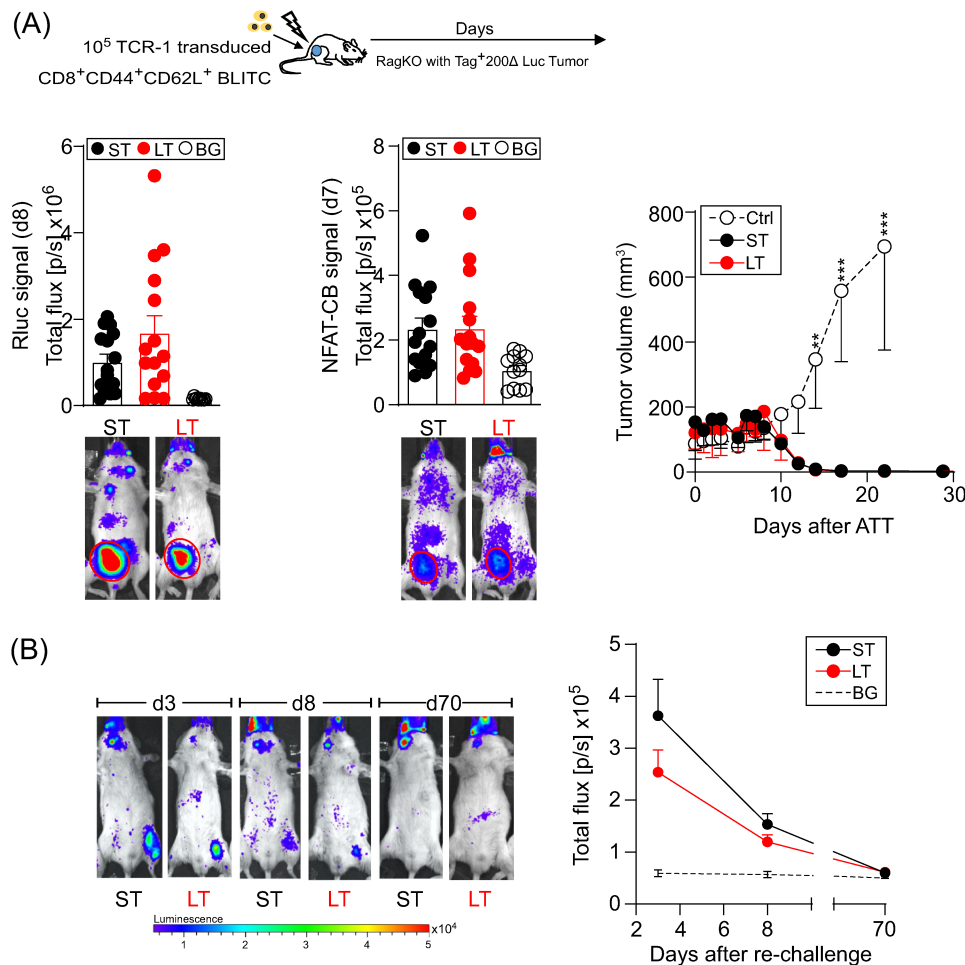 (A)
10⁵ TCR-1 transduced
CD8⁺CD44⁺CD62L⁺ BLITC
Days
RagKO with Tag⁺200Δ Luc Tumor
Rluc signal (d8)
Total flux [p/s] x10⁶
6
4
2
0
ST LT BG
ST LT
NFAT-CB signal (d7)
Total flux [p/s] x10⁵
8
6
4
2
0
ST LT BG
ST LT
Tumor volume (mm³)
800
600
400
200
0
Ctrl
ST
LT
**
***
***
0 10 20 30
Days after ATT
(B)
d3 d8 d70
ST LT ST LT ST LT
Luminescence
x10⁴
1 2 3 4 5
Total flux [p/s] x10⁵
5
4
3
2
1
0
ST
LT
BG
2 4 6 8 70
Days after re-challenge